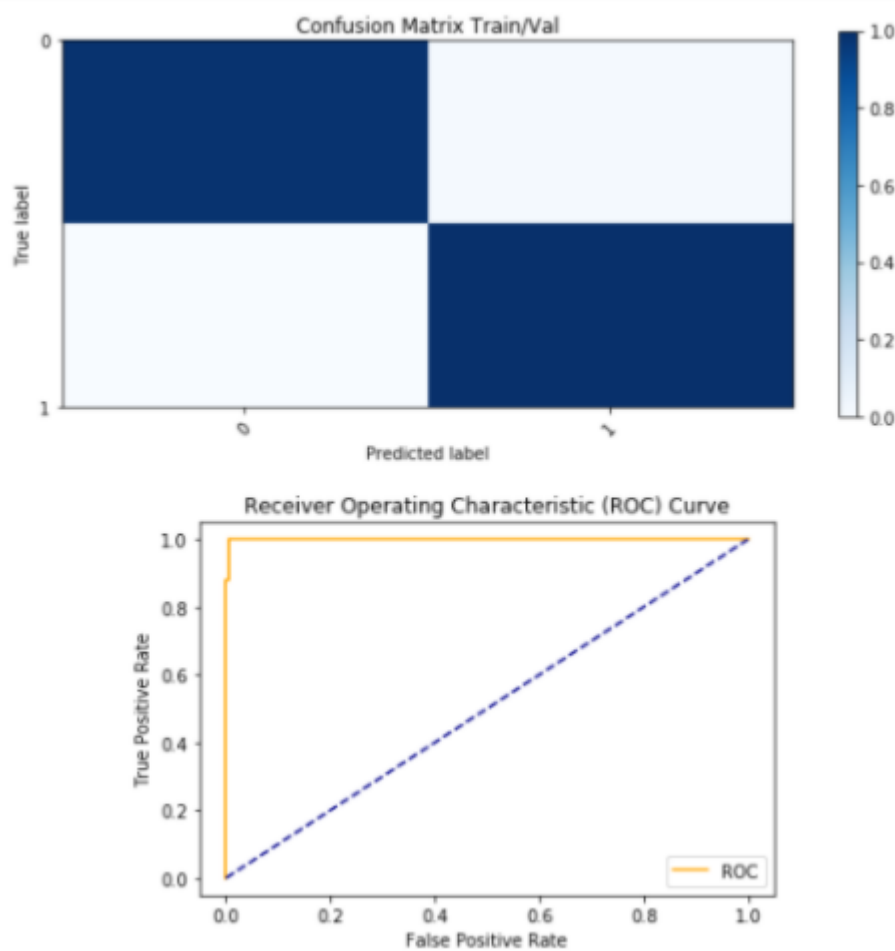 Confusion Matrix Train/Val
0
1
True label
0
1
Predicted label
1.0
0.8
0.6
0.4
0.2
0.0
Receiver Operating Characteristic (ROC) Curve
1.0
0.8
0.6
0.4
0.2
0.0
True Positive Rate
ROC
0.0 0.2 0.4 0.6 0.8 1.0
False Positive Rate